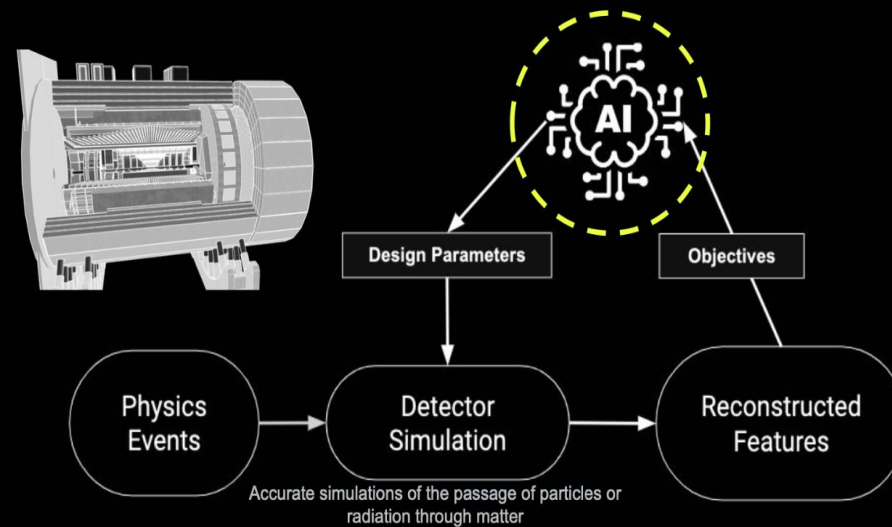 AI
Design Parameters
Objectives
Physics
Events
Detector
Simulation
Reconstructed
Features
Accurate simulations of the passage of particles or
radiation through matter